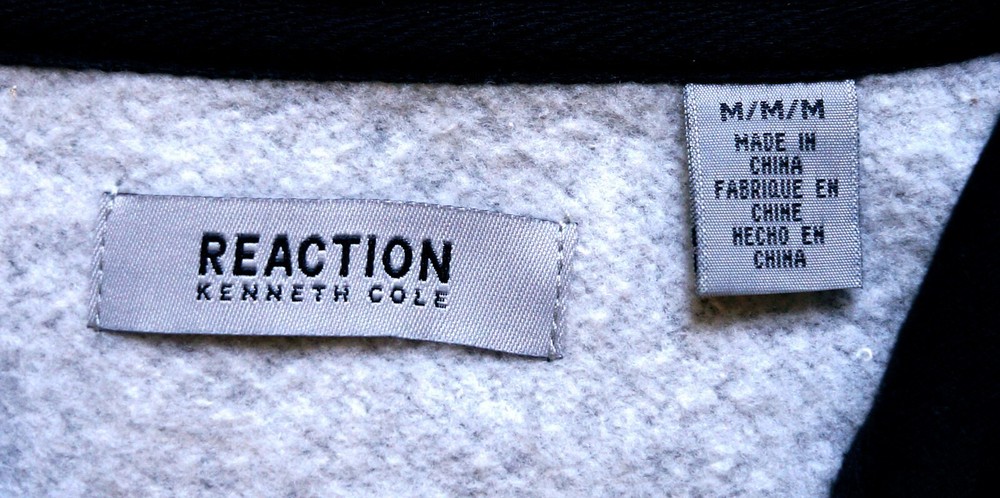 REACTION
KENNETH COLE
M/M/M
MADE IN
CHINA
FABRIQUE EN
CHINE
HECHO EN
CHINA